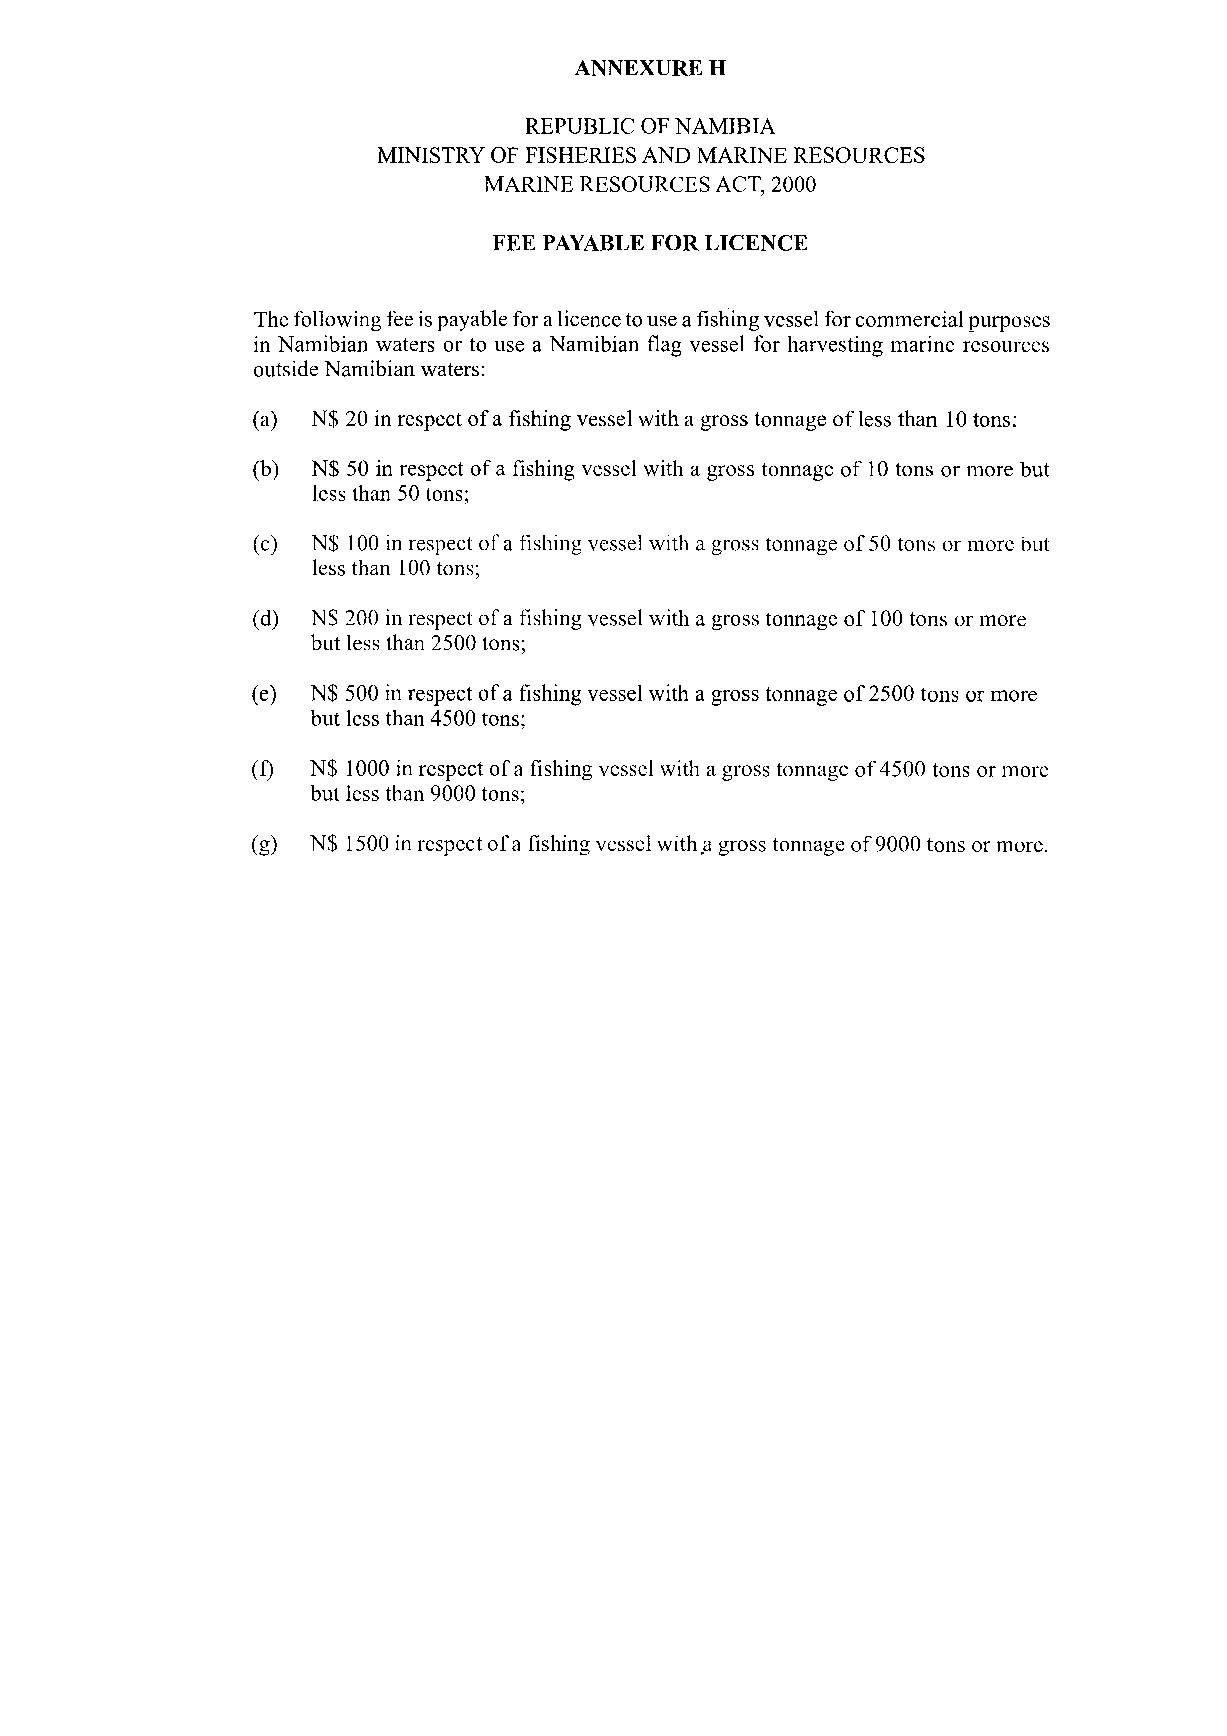 ANNEXURE H
REPUBLIC OF NAMIBIA
MINISTRY OF FISHERIES AND MARINE RESOURCES
MARINE RESOURCES ACT, 2000
FEE PAYABLE FOR LICENCE
The following fee is payable for a licence to use a fishing vessel for commercial purposes
in Namibian waters or to use a Namibian flag vessel for harvesting marine resources
outside Namibian waters:
(a) N$ 20 in respect of a fishing vessel with a gross tonnage of less than 10 tons:
(b) N$ 50 in respect of a fishing vessel with a gross tonnage of 10 tons or more but
less than 50 tons;
(c) N$ 100 in respect of a fishing vessel with a gross tonnage of 50 tons or more but
less than 100 tons;
(d) N$ 200 in respect of a fishing vessel with a gross tonnage of 100 tons or more
but less than 2500 tons;
(e) N$ 500 in respect of a fishing vessel with a gross tonnage of 2500 tons or more
but less than 4500 tons;
(f) N$ 1000 in respect of a fishing vessel with a gross tonnage of 4500 tons or more
but less than 9000 tons;
(g) N$ 1500 in respect of a fishing vessel with a gross tonnage of 9000 tons or more.